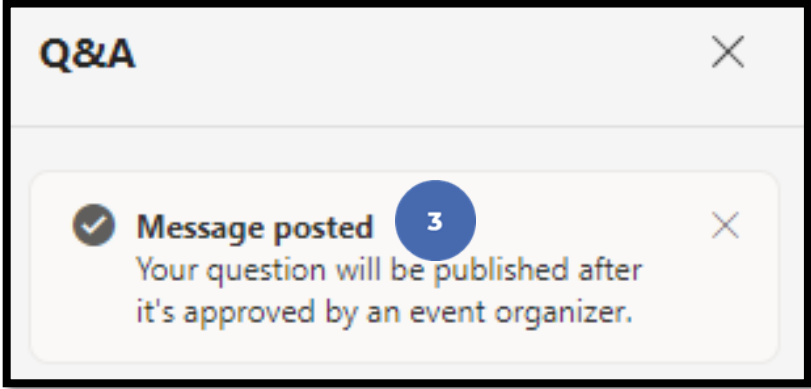 Q&A
Message posted
3
Your question will be published after
it's approved by an event organizer.